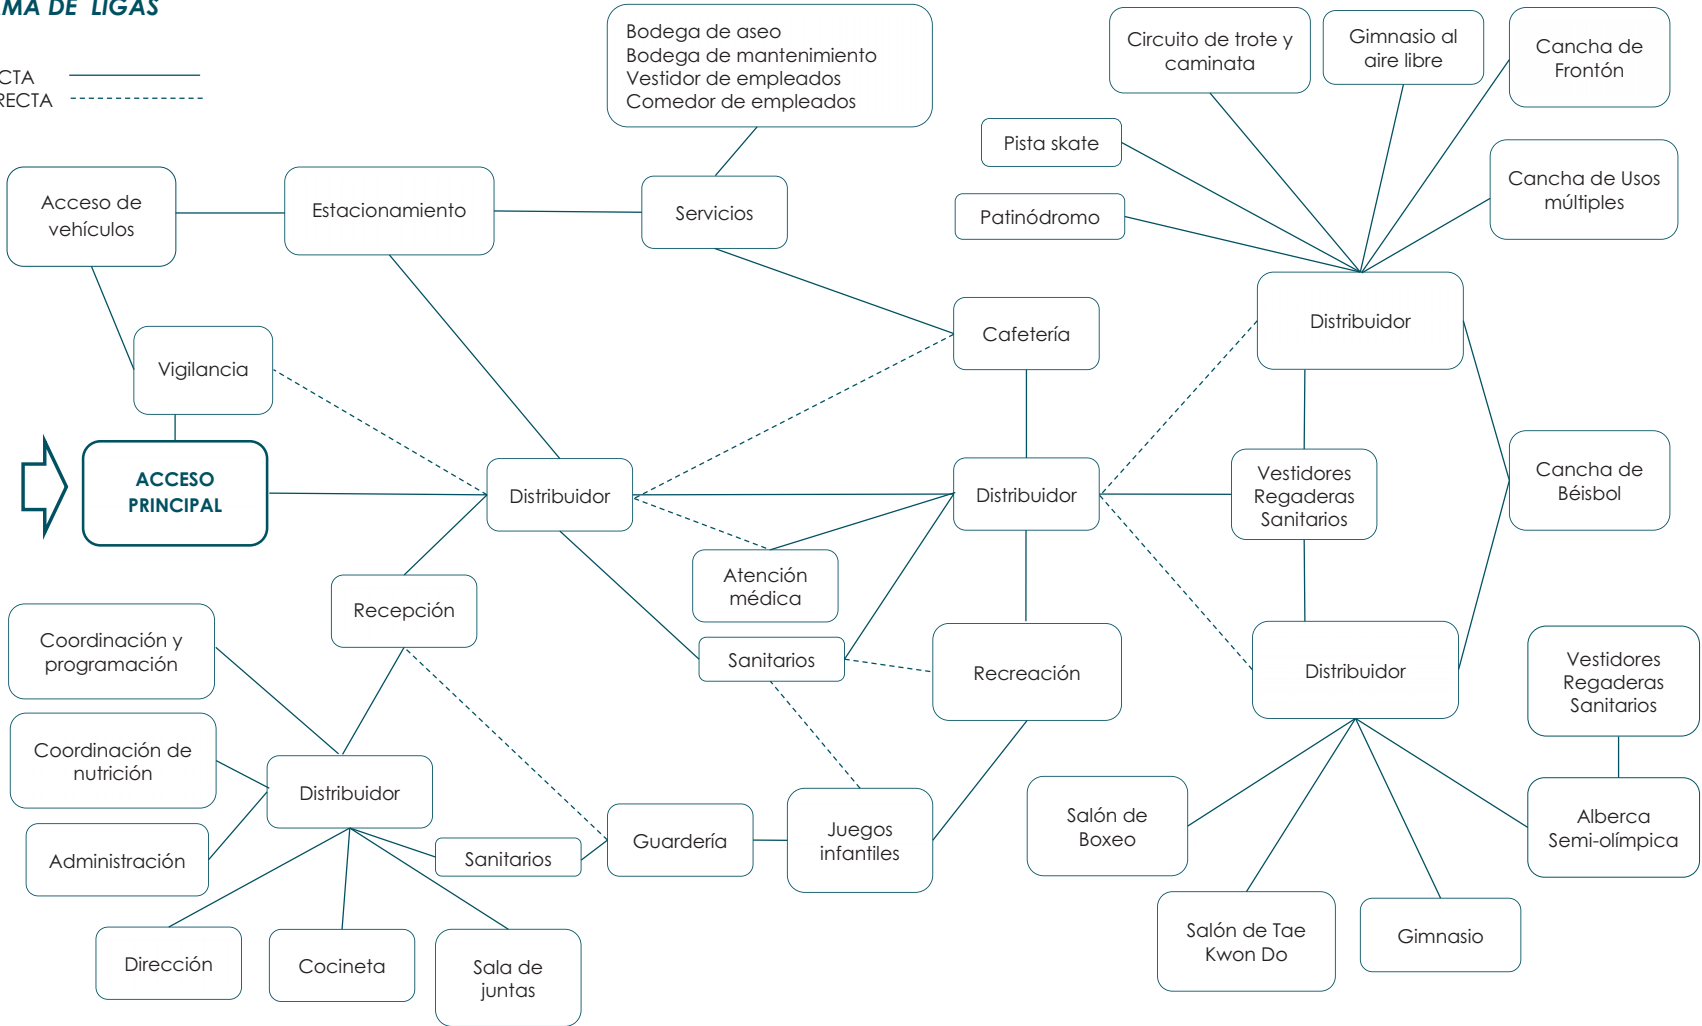 DE LIGAS
Bodega de aseo
Bodega de mantenimiento
Vestidor de empleados
Comedor de empleados
Circuito de trote y
caminata
Gimnasio al
aire libre
Cancha de
Frontón
Pista skate
Cancha de Usos
múltiples
Acceso de
vehículos
Estacionamiento
Servicios
Patinódromo
Cafetería
Distribuidor
Vigilancia
ACCESO
PRINCIPAL
Distribuidor
Distribuidor
Vestidores
Regaderas
Sanitarios
Cancha de
Béisbol
Atención
médica
Recepción
Coordinación y
programación
Sanitarios
Recreación
Distribuidor
Vestidores
Regaderas
Sanitarios
Coordinación de
nutrición
Distribuidor
Administración
Sanitarios
Guardería
Juegos
infantiles
Salón de
Boxeo
Alberca
Semi-olímpica
Dirección
Cocineta
Sala de
juntas
Salón de Tae
Kwon Do
Gimnasio